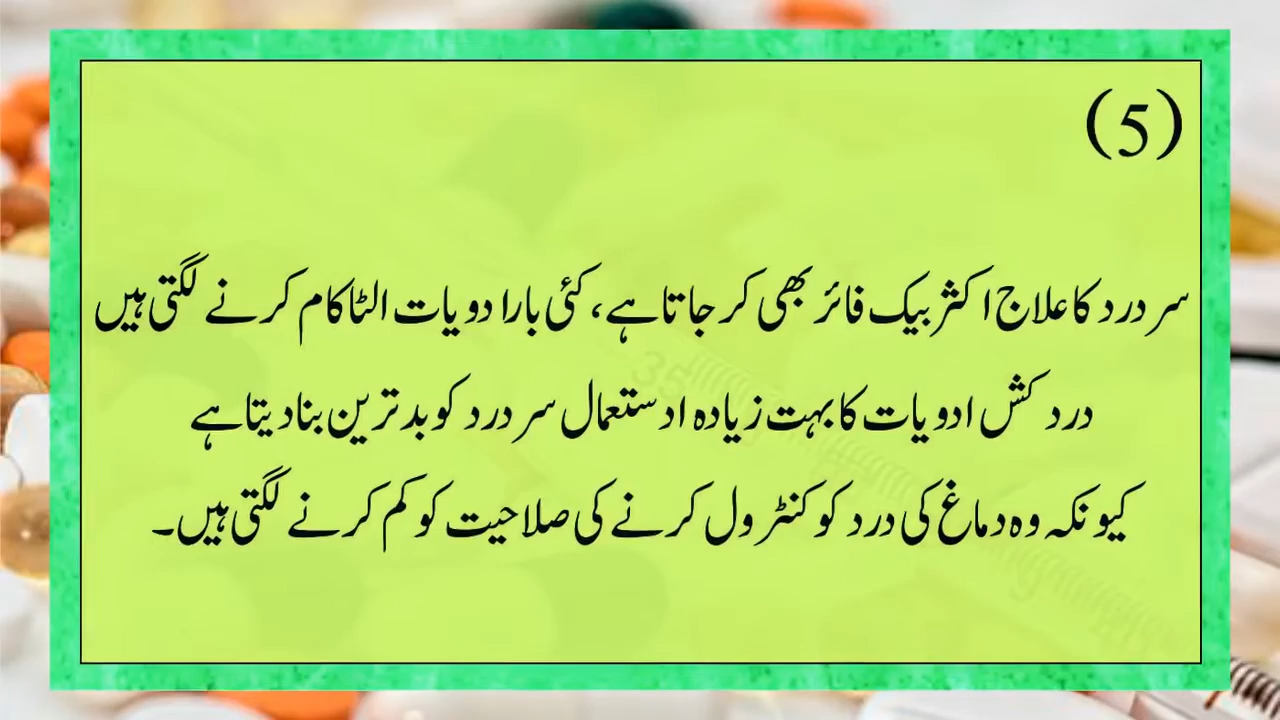 (5)
سر درد کا علاج اکثر بیک فائر بھی کر جاتا ہے، کئی بار ادویات الٹا کام کرنے لگتی ہیں
درد کش ادویات کا بہت زیادہ ادستعمال سر درد کو بدترین بنا دیتا ہے
کیونکہ وہ دماغ کی درد کو کنٹرول کرنے کی صلاحیت کو کم کرنے لگتی ہیں۔